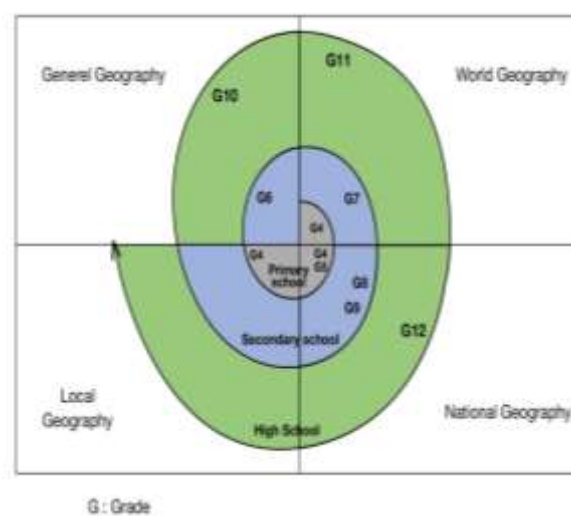 Generel Geography
World Geography
G11
G10
G6
G7
G4
G4
G4
G5
Primary
school
G8
G9
Secondary school
G12
Local
Geography
National Geography
High School
G : Grade